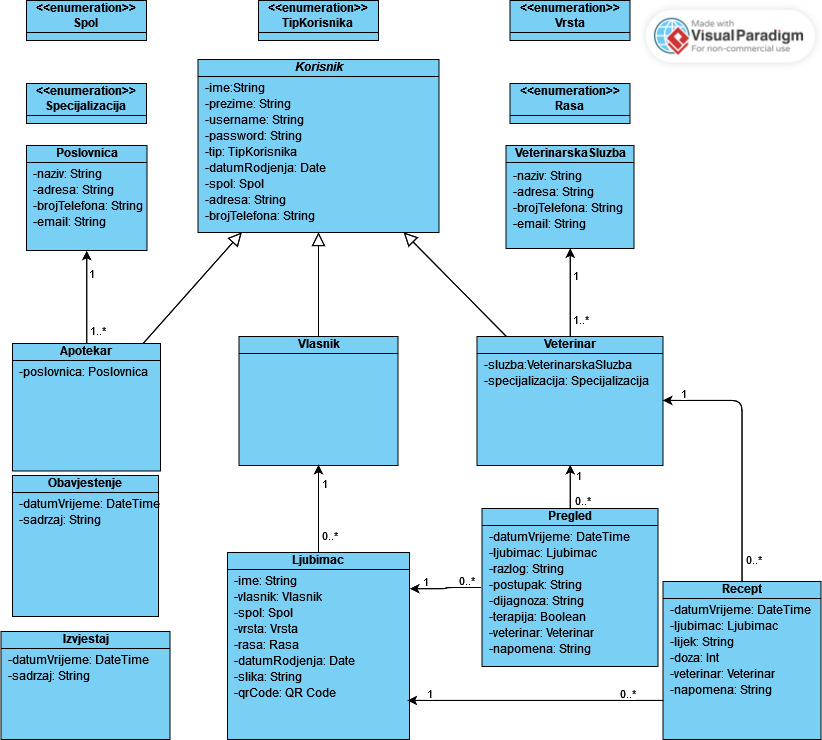 <<enumeration>>
Spol
<<enumeration>>
TipKorisnika
<<enumeration>>
Vrsta
Made with
VisualParadigm
For non-commercial use
<<enumeration>>
Specijalizacija
Korisnik
-ime:String
-prezime: String
-username: String
-password: String
-tip: TipKorisnika
-datumRodjenja: Date
-spol: Spol
-adresa: String
-brojTelefona: String
<<enumeration>>
Rasa
Poslovnica
-naziv: String
-adresa: String
-brojTelefona: String
-email: String
VeterinarskaSluzba
-naziv: String
-adresa: String
-brojTelefona: String
-email: String
1
1..*
1
1..*
Apotekar
-poslovnica: Poslovnica
Vlasnik
Veterinar
-sluzba:VeterinarskaSluzba
-specijalizacija: Specijalizacija
1
Obavjestenje
-datumVrijeme: DateTime
-sadrzaj: String
1
0..*
1
0..*
Pregled
-datumVrijeme: DateTime
-ljubimac: Ljubimac
-razlog: String
-postupak: String
-dijagnoza: String
-terapija: Boolean
-veterinar: Veterinar
-napomena: String
0..*
Ljubimac
-ime: String
-vlasnik: Vlasnik
-spol: Spol
-vrsta: Vrsta
-rasa: Rasa
-datumRodjenja: Date
-slika: String
-qrCode: QR Code
1
0..*
Recept
-datumVrijeme: DateTime
-ljubimac: Ljubimac
-lijek: String
-doza: Int
-veterinar: Veterinar
-napomena: String
Izvjestaj
-datumVrijeme: DateTime
-sadrzaj: String
1
0..*